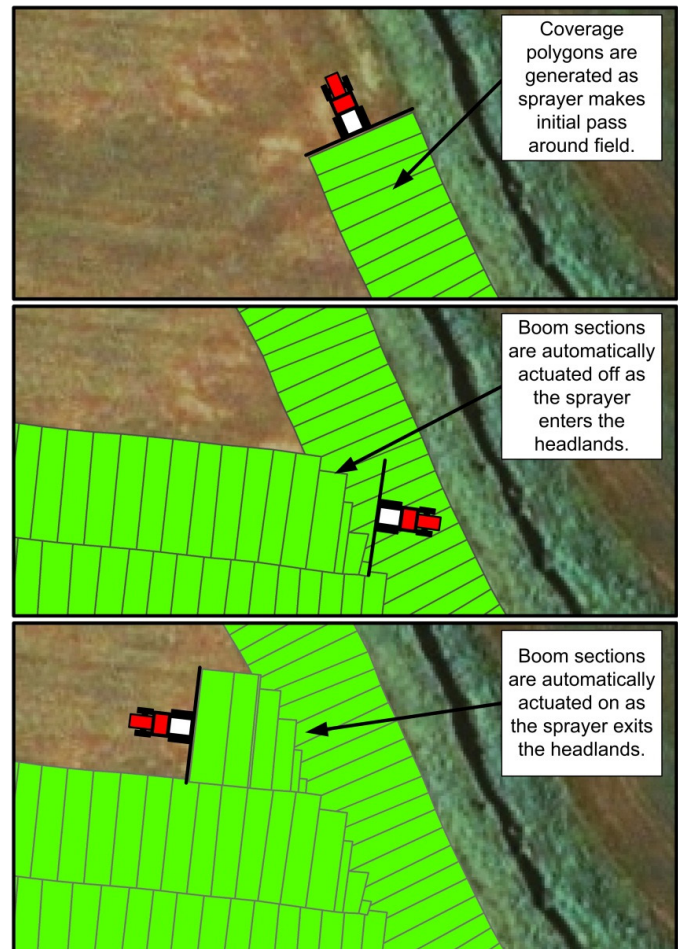 Coverage
polygons are
generated as
sprayer makes
initial pass
around field.
Boom sections
are automatically
actuated off as
the sprayer
enters the
headlands.
Boom sections
are automatically
actuated on as
the sprayer exits
the headlands.